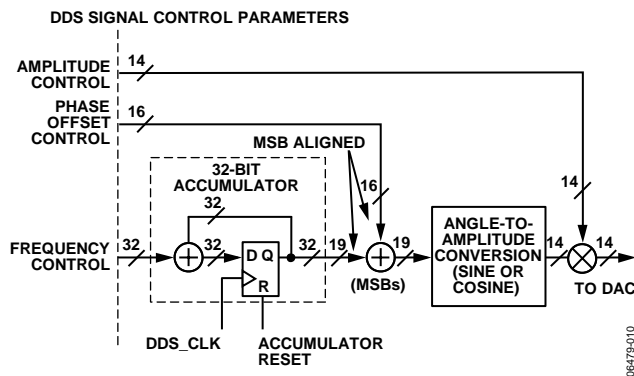 DDS SIGNAL CONTROL PARAMETERS
AMPLITUDE
CONTROL
14
PHASE
OFFSET
CONTROL
16
MSB ALIGNED
32-BIT
ACCUMULATOR
32
16
14
FREQUENCY
CONTROL
32
32
D Q
R
32
19
(MSBs)
19
ANGLE-TO-
AMPLITUDE
CONVERSION
(SINE OR
COSINE)
14
14
TO DAC
DDS_CLK
ACCUMULATOR
RESET
06479-010